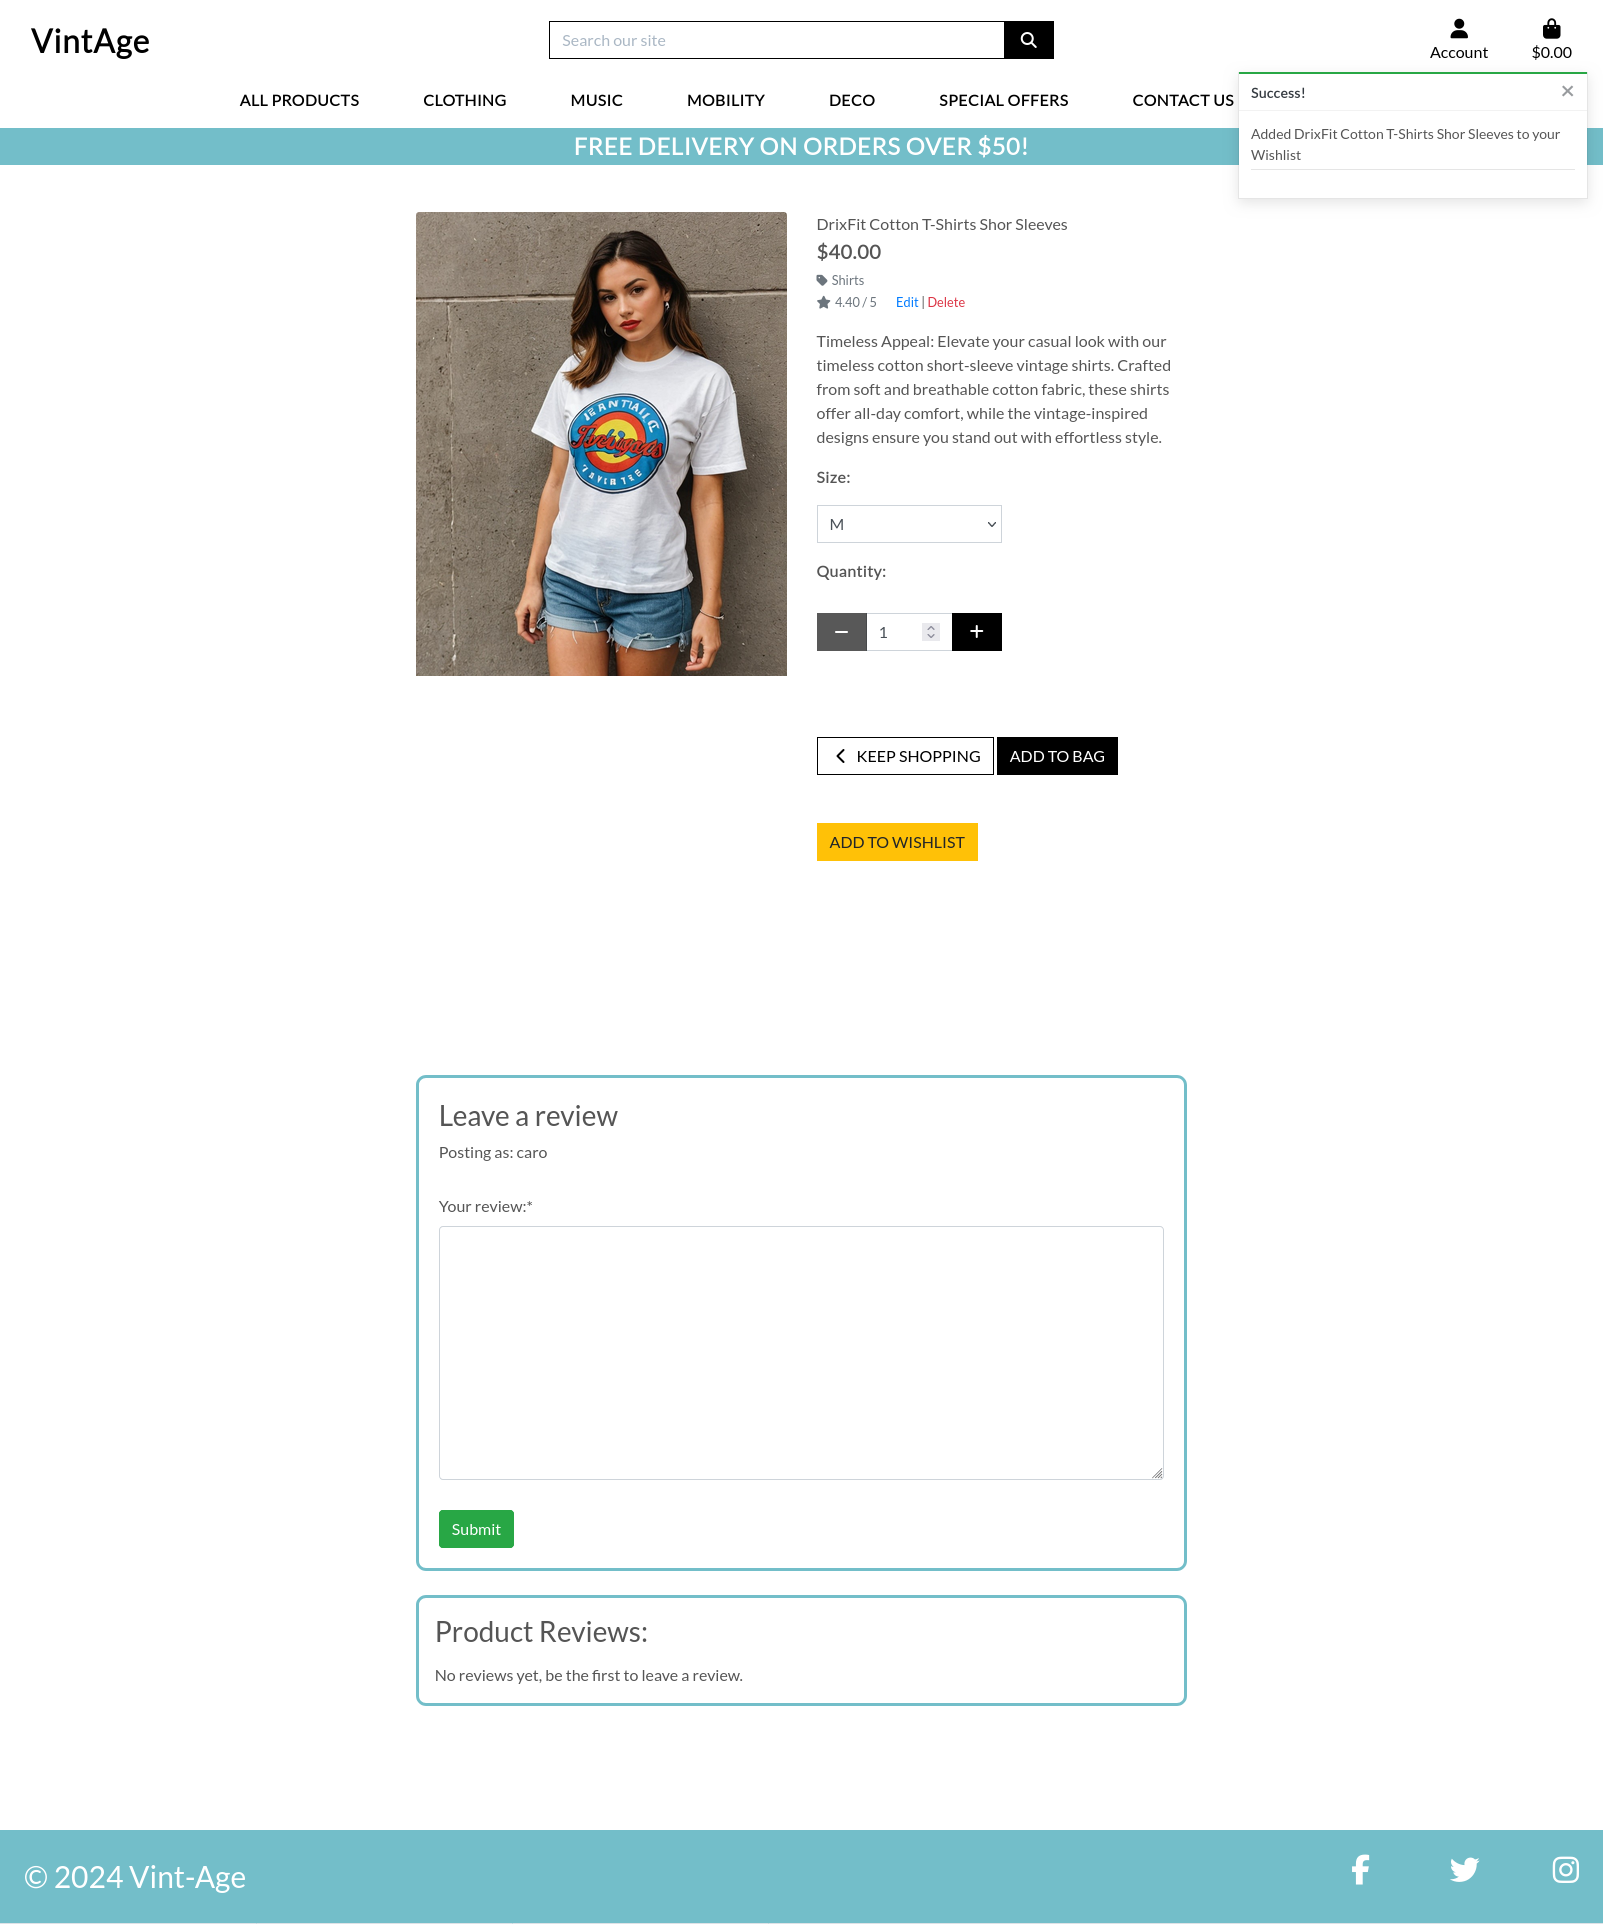 VintAge
Search our site
Account
$0.00
ALL PRODUCTS
CLOTHING
MUSIC
MOBILITY
DECO
SPECIAL OFFERS
CONTACT US
Success!
Added DrixFit Cotton T-Shirts Shor Sleeves to your
Wishlist
FREE DELIVERY ON ORDERS OVER $50!
DrixFit Cotton T-Shirts Shor Sleeves
$40.00
Shirts
4.40 / 5 Edit | Delete
Timeless Appeal: Elevate your casual look with our
timeless cotton short-sleeve vintage shirts. Crafted
from soft and breathable cotton fabric, these shirts
offer all-day comfort, while the vintage-inspired
designs ensure you stand out with effortless style.
Size:
M
Quantity:
1
KEEP SHOPPING
ADD TO BAG
ADD TO WISHLIST
Leave a review
Posting as: caro
Your review:*
Submit
Product Reviews:
No reviews yet, be the first to leave a review.
© 2024 Vint-Age